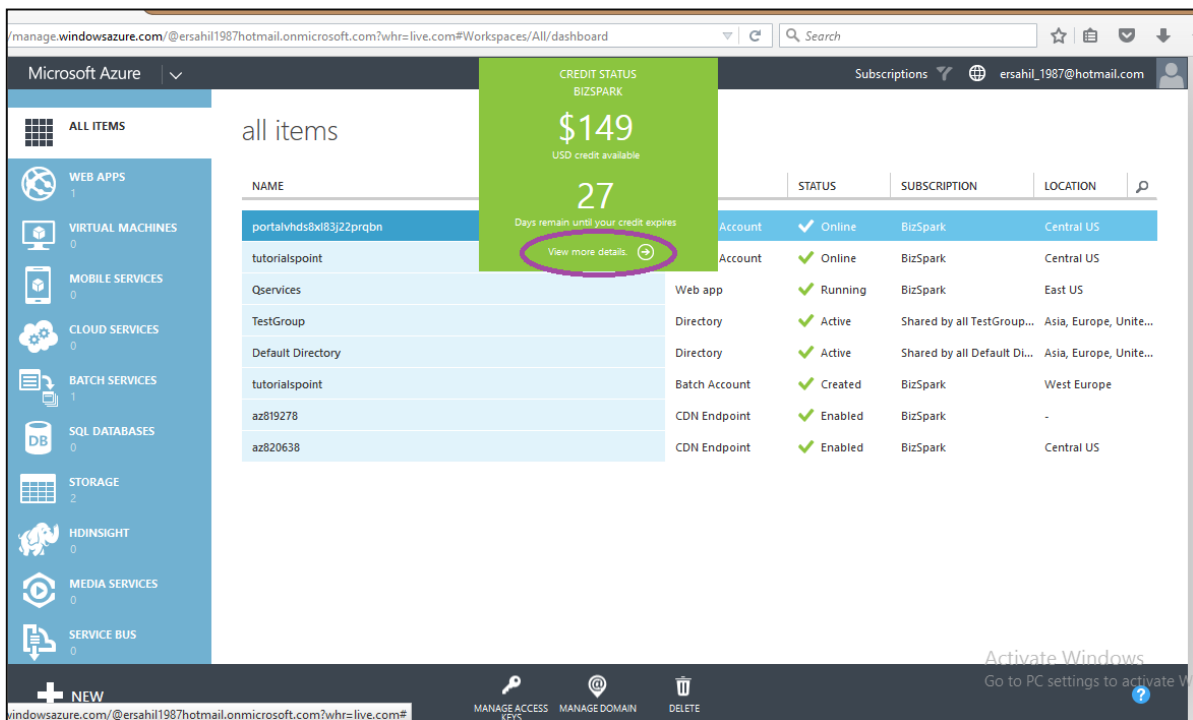 /manage.windowsazure.com/@ersahil1987hotmail.onmicrosoft.com?whr=live.com#Workspaces/All/dashboard
Search
Microsoft Azure
CREDIT STATUS
BIZSPARK
$149
USD credit available
27
Days remain until your credit expires
View more details.
Subscriptions
ersahil_1987@hotmail.com
ALL ITEMS
WEB APPS
1
VIRTUAL MACHINES
0
MOBILE SERVICES
0
CLOUD SERVICES
0
BATCH SERVICES
1
DB
SQL DATABASES
0
STORAGE
2
HDINSIGHT
0
MEDIA SERVICES
0
SERVICE BUS
0
all items
NAME STATUS SUBSCRIPTION LOCATION
portalvhds8xl83j22prqbn Account Online BizSpark Central US
tutorialspoint Account Online BizSpark Central US
Qservices Web app Running BizSpark East US
TestGroup Directory Active Shared by all TestGroup... Asia, Europe, Unite...
Default Directory Directory Active Shared by all Default Di... Asia, Europe, Unite...
tutorialspoint Batch Account Created BizSpark West Europe
az819278 CDN Endpoint Enabled BizSpark -
az820638 CDN Endpoint Enabled BizSpark Central US
Activate Windows
Go to PC settings to activate W
NEW
MANAGE ACCESS
KEYS
MANAGE DOMAIN
DELETE
?
windowsazure.com/@ersahil1987hotmail.onmicrosoft.com?whr=live.com#